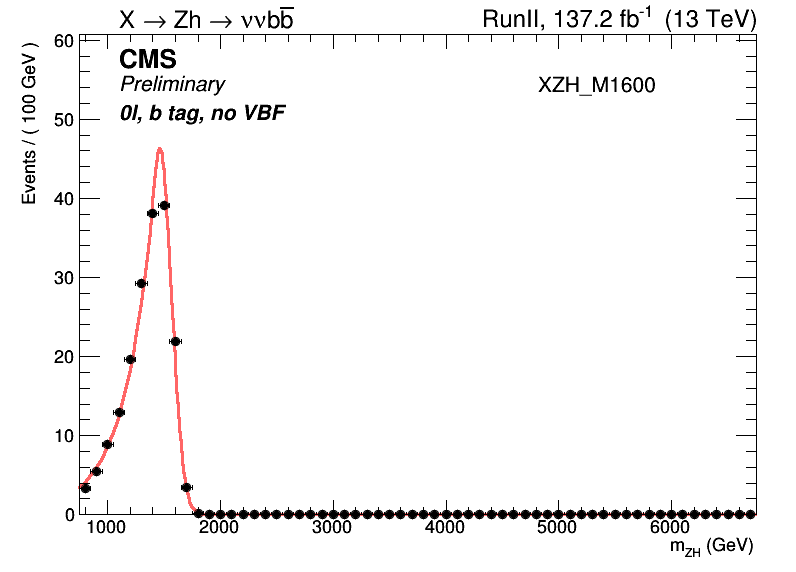 X → Zh → ννbb̅
RunII, 137.2 fb⁻¹ (13 TeV)
CMS
Preliminary
0l, b tag, no VBF
XZH_M1600
Events / ( 100 GeV )
60
50
40
30
20
10
0
1000 2000 3000 4000 5000 6000
m_ZH (GeV)